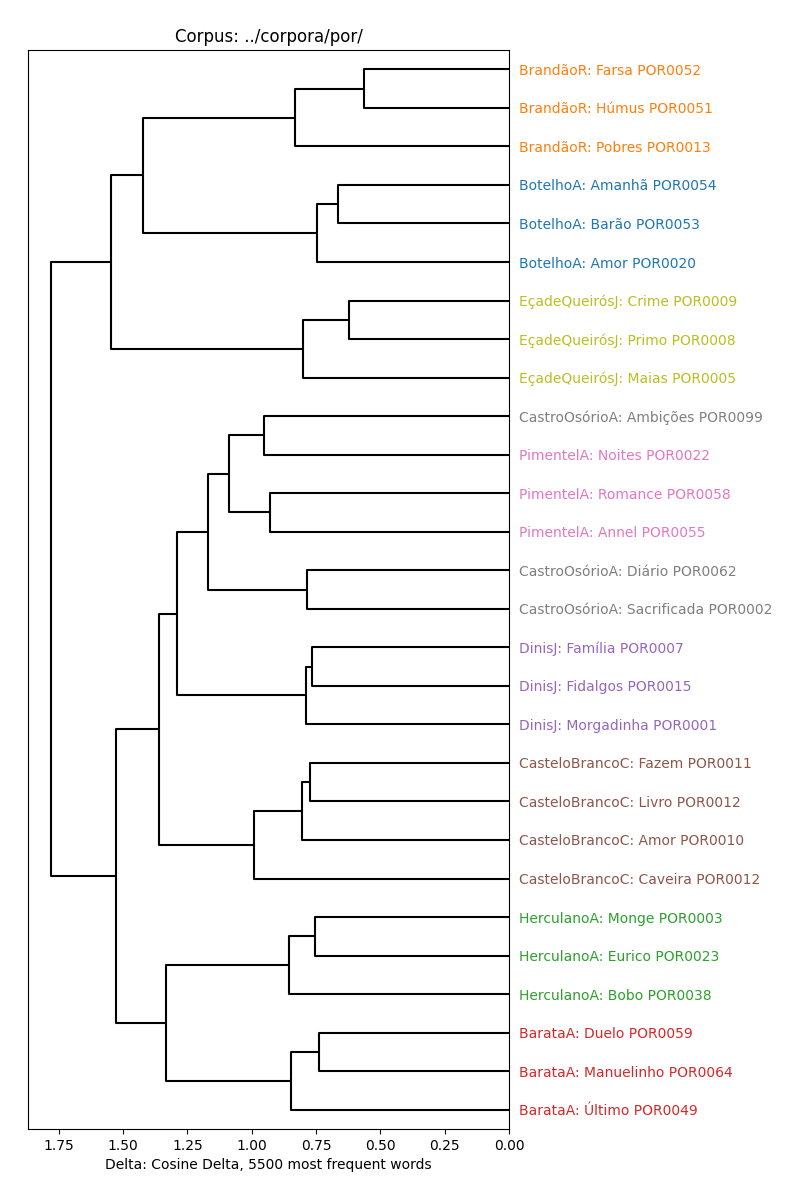 Corpus: ../corpora/por/
BrandãoR: Farsa POR0052
BrandãoR: Húmus POR0051
BrandãoR: Pobres POR0013
BotelhoA: Amanhã POR0054
BotelhoA: Barão POR0053
BotelhoA: Amor POR0020
EçadeQueirósJ: Crime POR0009
EçadeQueirósJ: Primo POR0008
EçadeQueirósJ: Maias POR0005
CastroOsórioA: Ambições POR0099
PimentelA: Noites POR0022
PimentelA: Romance POR0058
PimentelA: Annel POR0055
CastroOsórioA: Diário POR0062
CastroOsórioA: Sacrificada POR0002
DinisJ: Família POR0007
DinisJ: Fidalgos POR0015
DinisJ: Morgadinha POR0001
CasteloBrancoC: Fazem POR0011
CasteloBrancoC: Livro POR0012
CasteloBrancoC: Amor POR0010
CasteloBrancoC: Caveira POR0012
HerculanoA: Monge POR0003
HerculanoA: Eurico POR0023
HerculanoA: Bobo POR0038
BarataA: Duelo POR0059
BarataA: Manuelinho POR0064
BarataA: Último POR0049
1.75 1.50 1.25 1.00 0.75 0.50 0.25 0.00
Delta: Cosine Delta, 5500 most frequent words